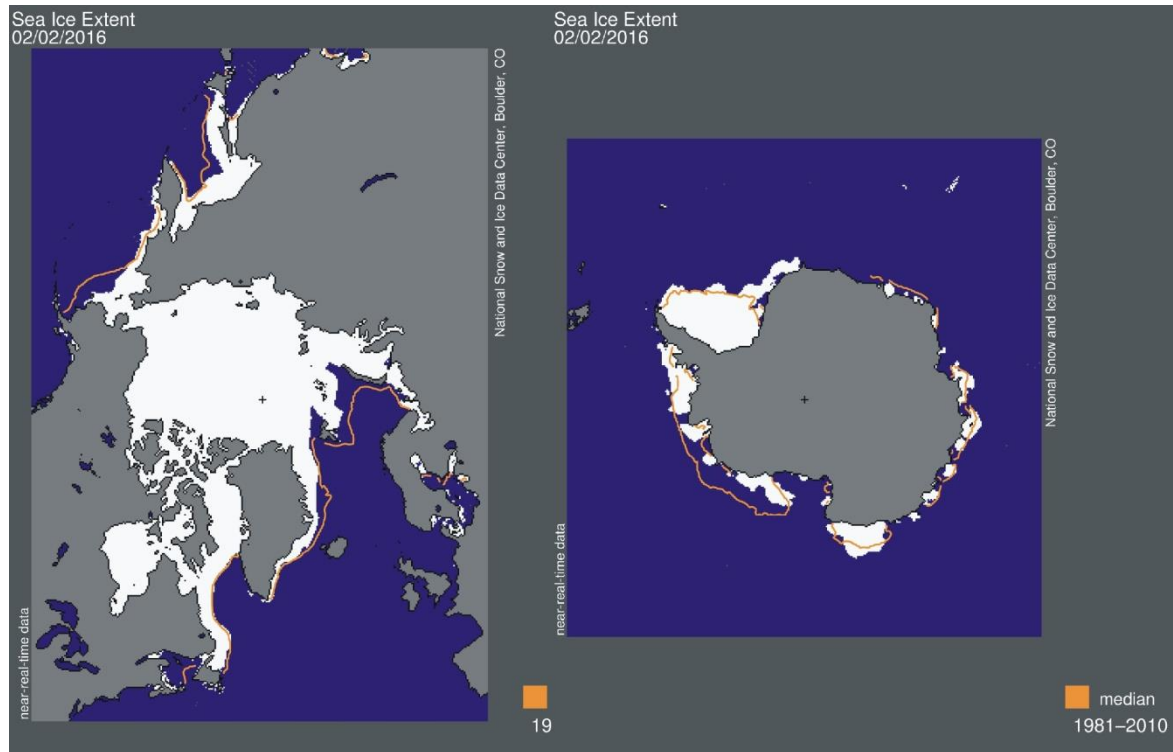 Sea Ice Extent
02/02/2016
National Snow and Ice Data Center, Boulder, CO
near-real-time data
19
Sea Ice Extent
02/02/2016
National Snow and Ice Data Center, Boulder, CO
near-real-time data
median
1981–2010